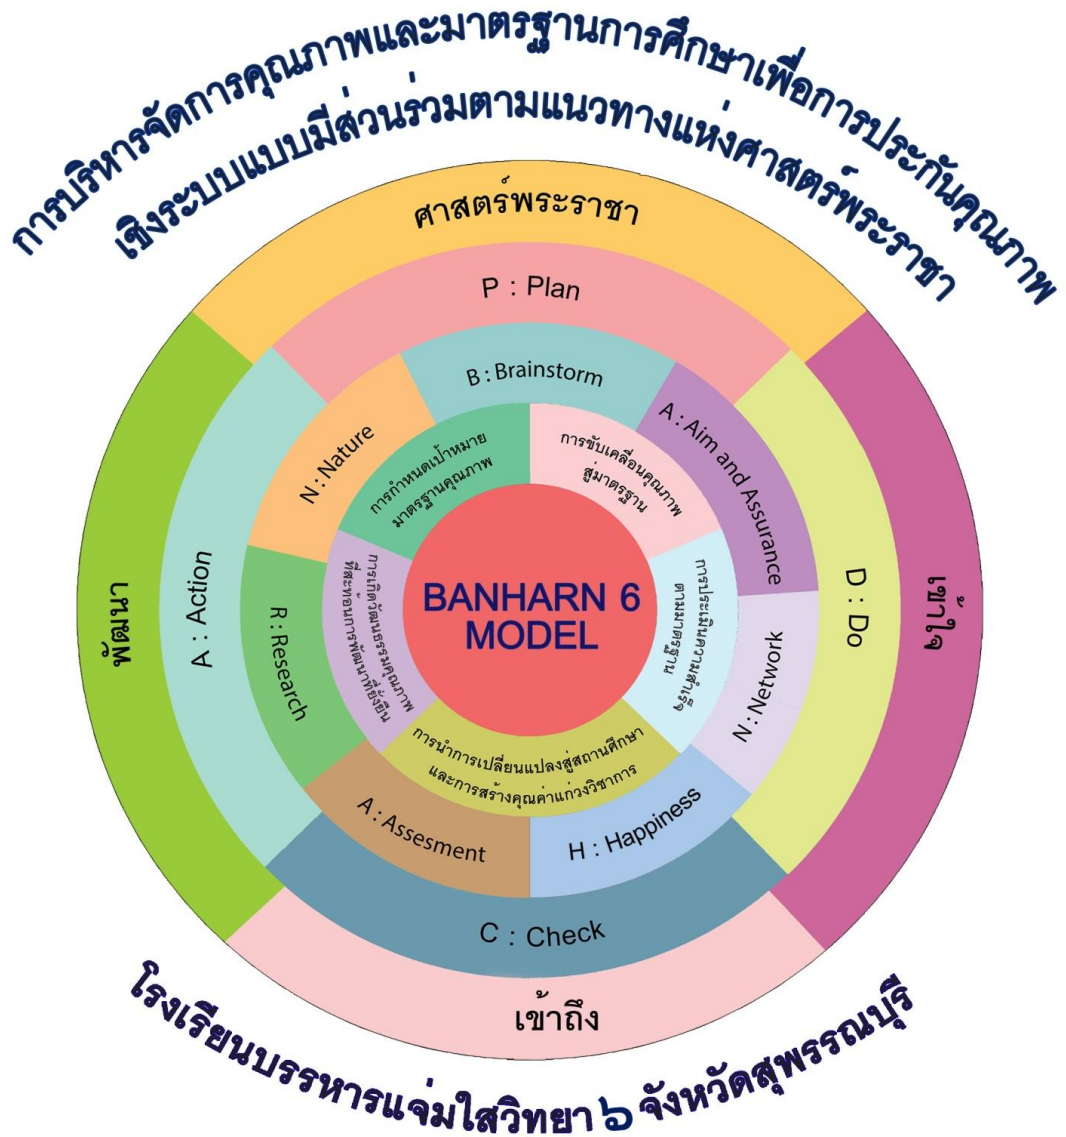 การบริหารจัดการคุณภาพและมาตรฐานการศึกษาเพื่อการประกันคุณภาพ
เชิงระบบแบบมีส่วนร่วมตามแนวทางแห่งศาสตร์พระราชา
ศาสตร์พระราชา
P : Plan
B : Brainstorm
A : Aim and Assurance
N : Nature
การกำหนดเป้าหมาย
มาตรฐานคุณภาพ
การขับเคลื่อนคุณภาพ
สู่มาตรฐาน
พัฒนา
A : Action
R : Research
การเกิดวัฒนธรรมคุณภาพ
ที่สะท้อนการพัฒนาที่ยั่งยืน
BANHARN 6
MODEL
การประเมินความสำเร็จ
ตามมาตรฐาน
N : Network
D : Do
เข้าใจ
การนำการเปลี่ยนแปลงสู่สถานศึกษา
และการสร้างคุณค่าแก่วงวิชาการ
A : Assesment
H : Happiness
C : Check
เข้าถึง
โรงเรียนบรรหารแจ่มใสวิทยา ๖ จังหวัดสุพรรณบุรี